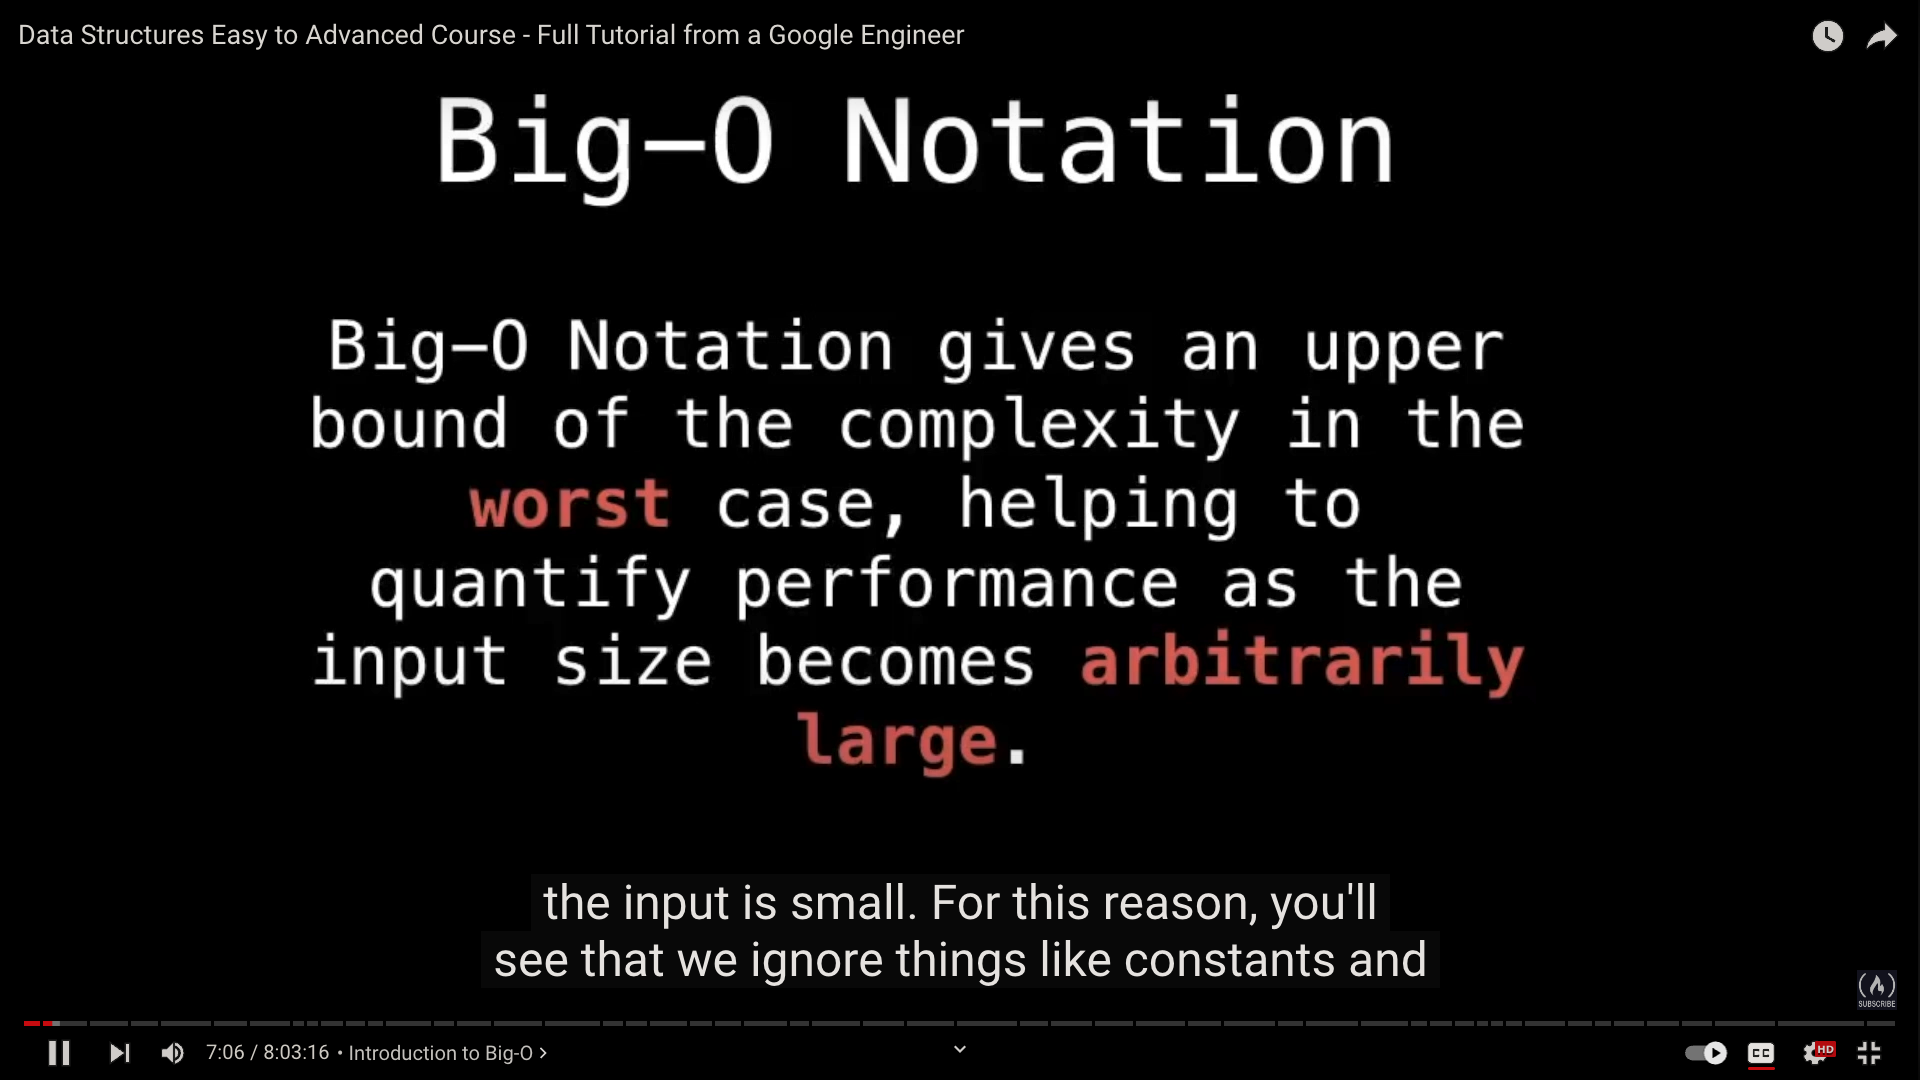 Data Structures Easy to Advanced Course - Full Tutorial from a Google Engineer
Big-O Notation
Big-O Notation gives an upper
bound of the complexity in the
worst case, helping to
quantify performance as the
input size becomes arbitrarily
large.
the input is small. For this reason, you'll
see that we ignore things like constants and
SUBSCRIBE
7:06 / 8:03:16 • Introduction to Big-O >
CC
HD